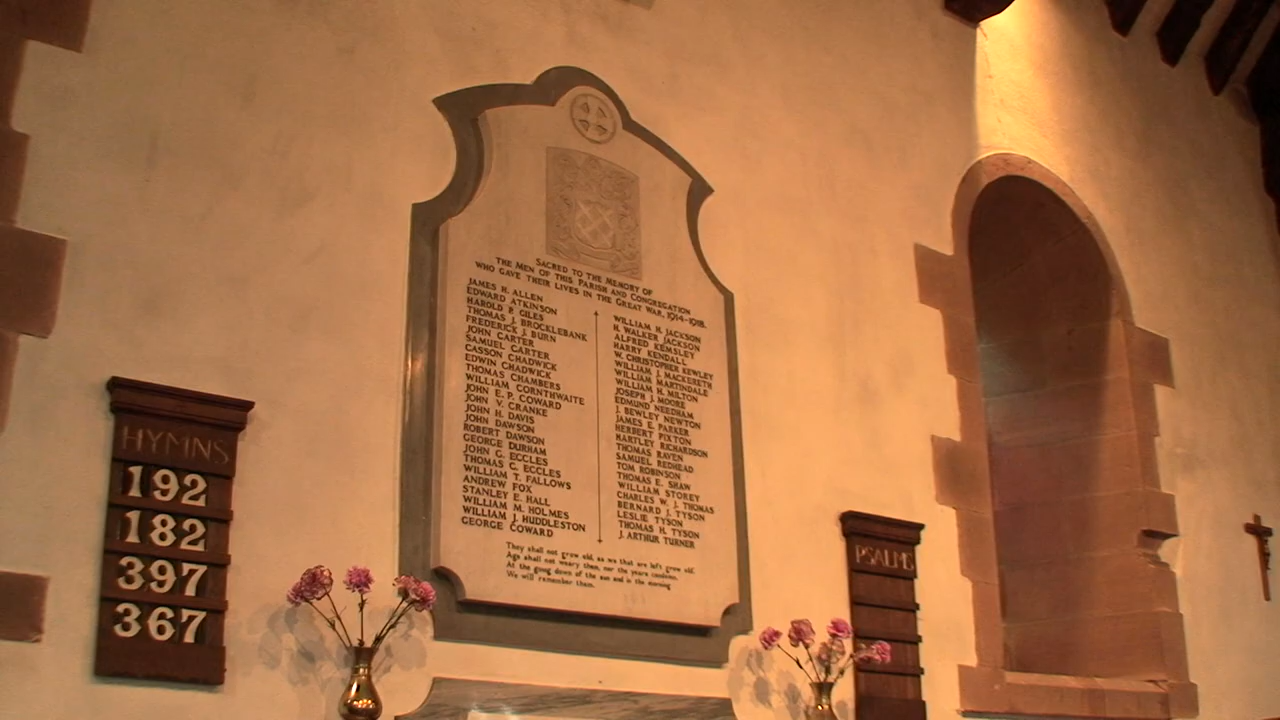 HYMNS
192
182
397
367
SACRED TO THE MEMORY OF
THE MEN OF THIS PARISH AND CONGREGATION
WHO GAVE THEIR LIVES IN THE GREAT WAR, 1914-1918.
JAMES H. ALLEN
EDWARD ATKINSON
HAROLD P. GILES
THOMAS J. BROCKLEBANK
FREDERICK J. BURN
JOHN CARTER
SAMUEL CARTER
CASSON CHADWICK
EDWIN CHADWICK
THOMAS CHAMBERS
WILLIAM CORNTHWAITE
JOHN E. P. COWARD
JOHN V. CRANKE
JOHN H. DAVIS
JOHN DAWSON
ROBERT DAWSON
GEORGE DURHAM
JOHN G. ECCLES
THOMAS C. ECCLES
WILLIAM T. FALLOWS
ANDREW FOX
STANLEY E. HALL
WILLIAM M. HOLMES
WILLIAM J. HUDDLESTON
GEORGE COWARD
WILLIAM H. JACKSON
H. WALKER JACKSON
ALFRED KEMSLEY
HARRY KENDALL
W. CHRISTOPHER KEWLEY
WILLIAM J. MACKERETH
WILLIAM MARTINDALE
WILLIAM H. MILTON
JOSEPH J. MOORE
EDMUND NEEDHAM
J. BEWLEY NEWTON
JAMES E. PARKER
HERBERT PIXTON
HARTLEY RICHARDSON
THOMAS RAVEN
SAMUEL REDHEAD
TOM ROBINSON
THOMAS E. SHAW
WILLIAM STOREY
CHARLES W. J. THOMAS
BERNARD J. TYSON
LESLIE TYSON
THOMAS H. TYSON
J. ARTHUR TURNER
They shall not grow old, as we that are left grow old.
Age shall not weary them, nor the years condemn.
At the going down of the sun and in the morning
We will remember them.
PSALMS